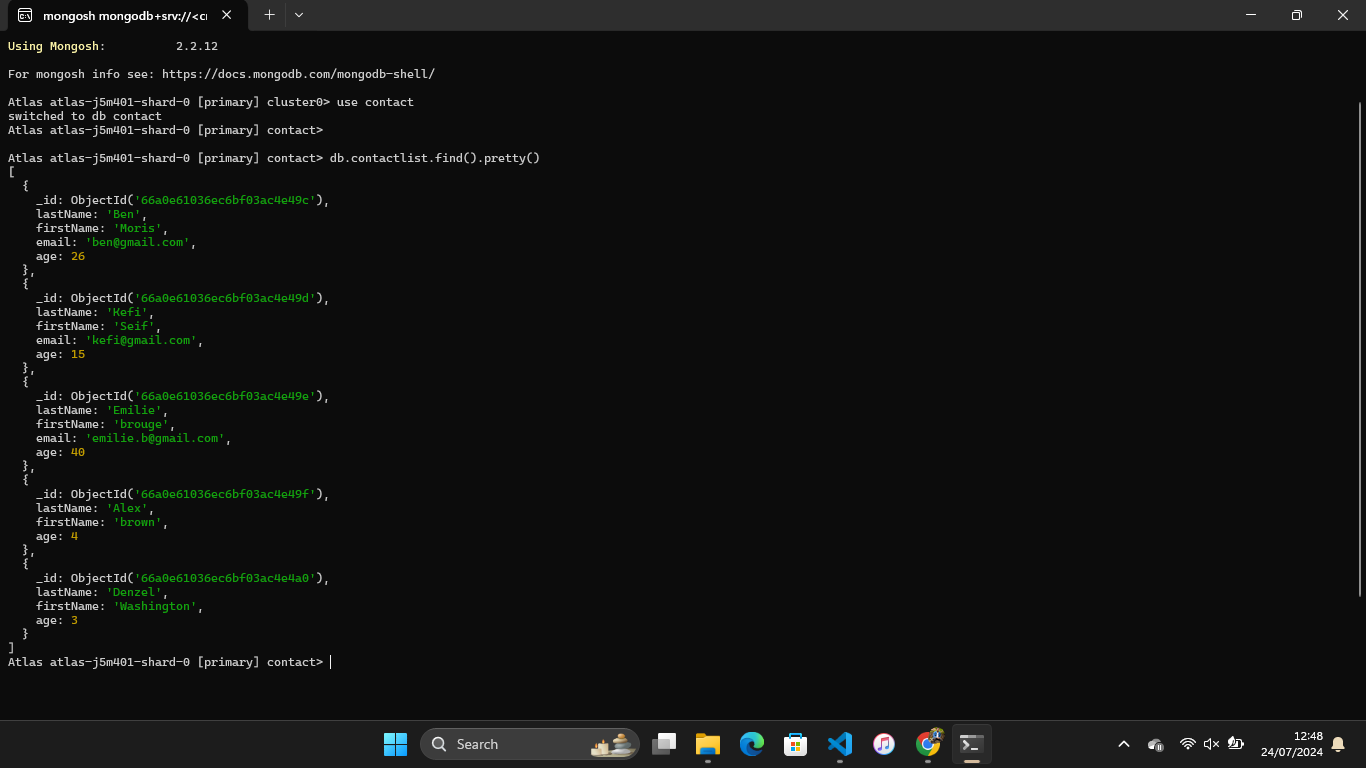 mongosh mongodb+srv://<cr
Using Mongosh:          2.2.12
For mongosh info see: https://docs.mongodb.com/mongodb-shell/
Atlas atlas-j5m401-shard-0 [primary] cluster0> use contact
switched to db contact
Atlas atlas-j5m401-shard-0 [primary] contact>
Atlas atlas-j5m401-shard-0 [primary] contact> db.contactlist.find().pretty()
[
  {
    _id: ObjectId('66a0e61036ec6bf03ac4e49c'),
    lastName: 'Ben',
    firstName: 'Moris',
    email: 'ben@gmail.com',
    age: 26
  },
  {
    _id: ObjectId('66a0e61036ec6bf03ac4e49d'),
    lastName: 'Kefi',
    firstName: 'Seif',
    email: 'kefi@gmail.com',
    age: 15
  },
  {
    _id: ObjectId('66a0e61036ec6bf03ac4e49e'),
    lastName: 'Emilie',
    firstName: 'brouge',
    email: 'emilie.b@gmail.com',
    age: 40
  },
  {
    _id: ObjectId('66a0e61036ec6bf03ac4e49f'),
    lastName: 'Alex',
    firstName: 'brown',
    age: 4
  },
  {
    _id: ObjectId('66a0e61036ec6bf03ac4e4a0'),
    lastName: 'Denzel',
    firstName: 'Washington',
    age: 3
  }
]
Atlas atlas-j5m401-shard-0 [primary] contact>
Search
12:48
24/07/2024